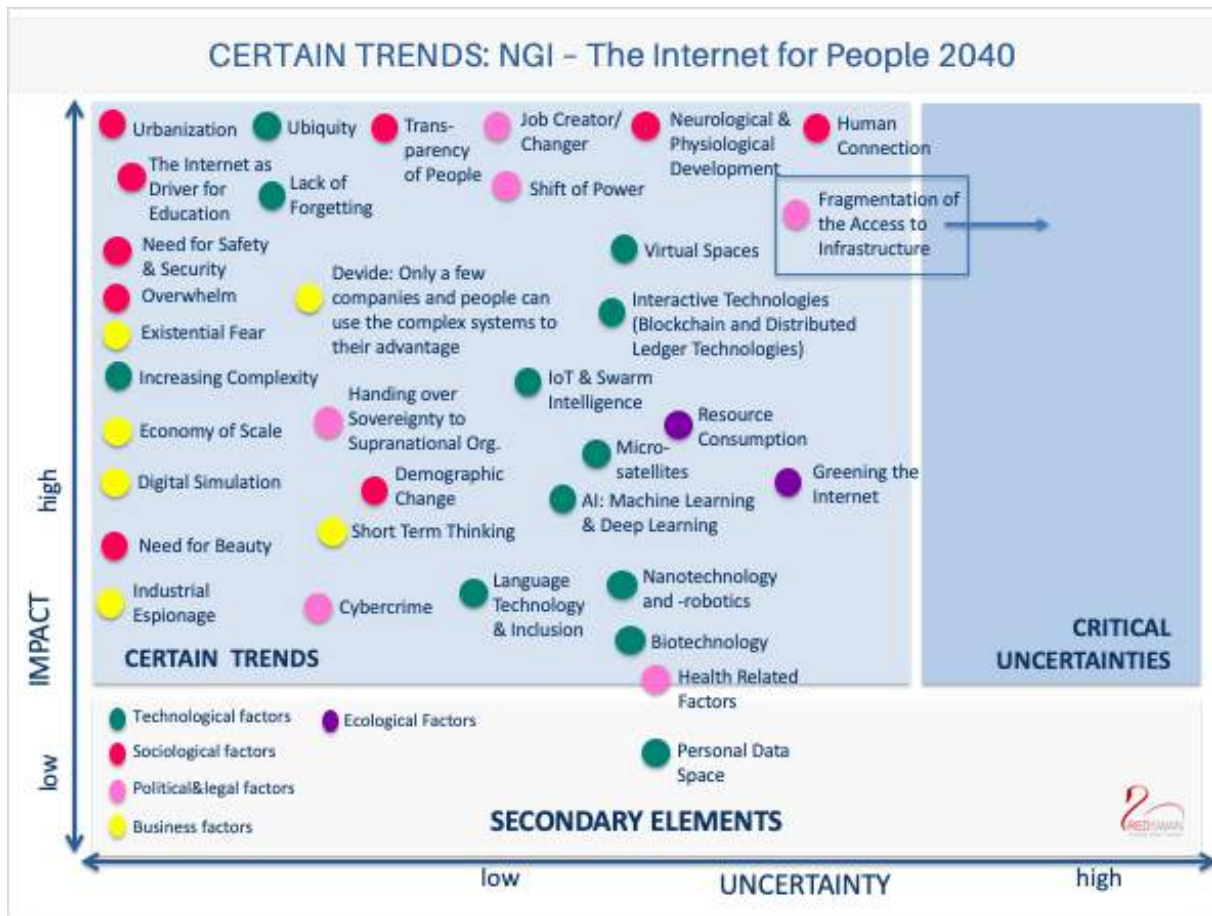 CERTAIN TRENDS: NGI – The Internet for People 2040
Urbanization
Ubiquity
Trans-
parency
of People
Job Creator/
Changer
Neurological &
Physiological
Development
Human
Connection
The Internet as
Driver for
Education
Lack of
Forgetting
Shift of Power
Fragmentation of
the Access to
Infrastructure
Need for Safety
& Security
Virtual Spaces
Overwhelm
Devide: Only a few
companies and people can
use the complex systems to
their advantage
Interactive Technologies
(Blockchain and Distributed
Ledger Technologies)
Existential Fear
Increasing Complexity
IoT & Swarm
Intelligence
Handing over
Sovereignty to
Supranational Org.
Resource
Consumption
Economy of Scale
Micro-
satellites
Digital Simulation
Demographic
Change
Greening the
Internet
AI: Machine Learning
& Deep Learning
Short Term Thinking
Need for Beauty
Industrial
Espionage
Cybercrime
Language
Technology
& Inclusion
Nanotechnology
and -robotics
Biotechnology
CERTAIN TRENDS
CRITICAL
UNCERTAINTIES
Health Related
Factors
Technological factors
Ecological Factors
Sociological factors
Political&legal factors
Business factors
Personal Data
Space
SECONDARY ELEMENTS
REDSWAN
high
IMPACT
low
low
UNCERTAINTY
high